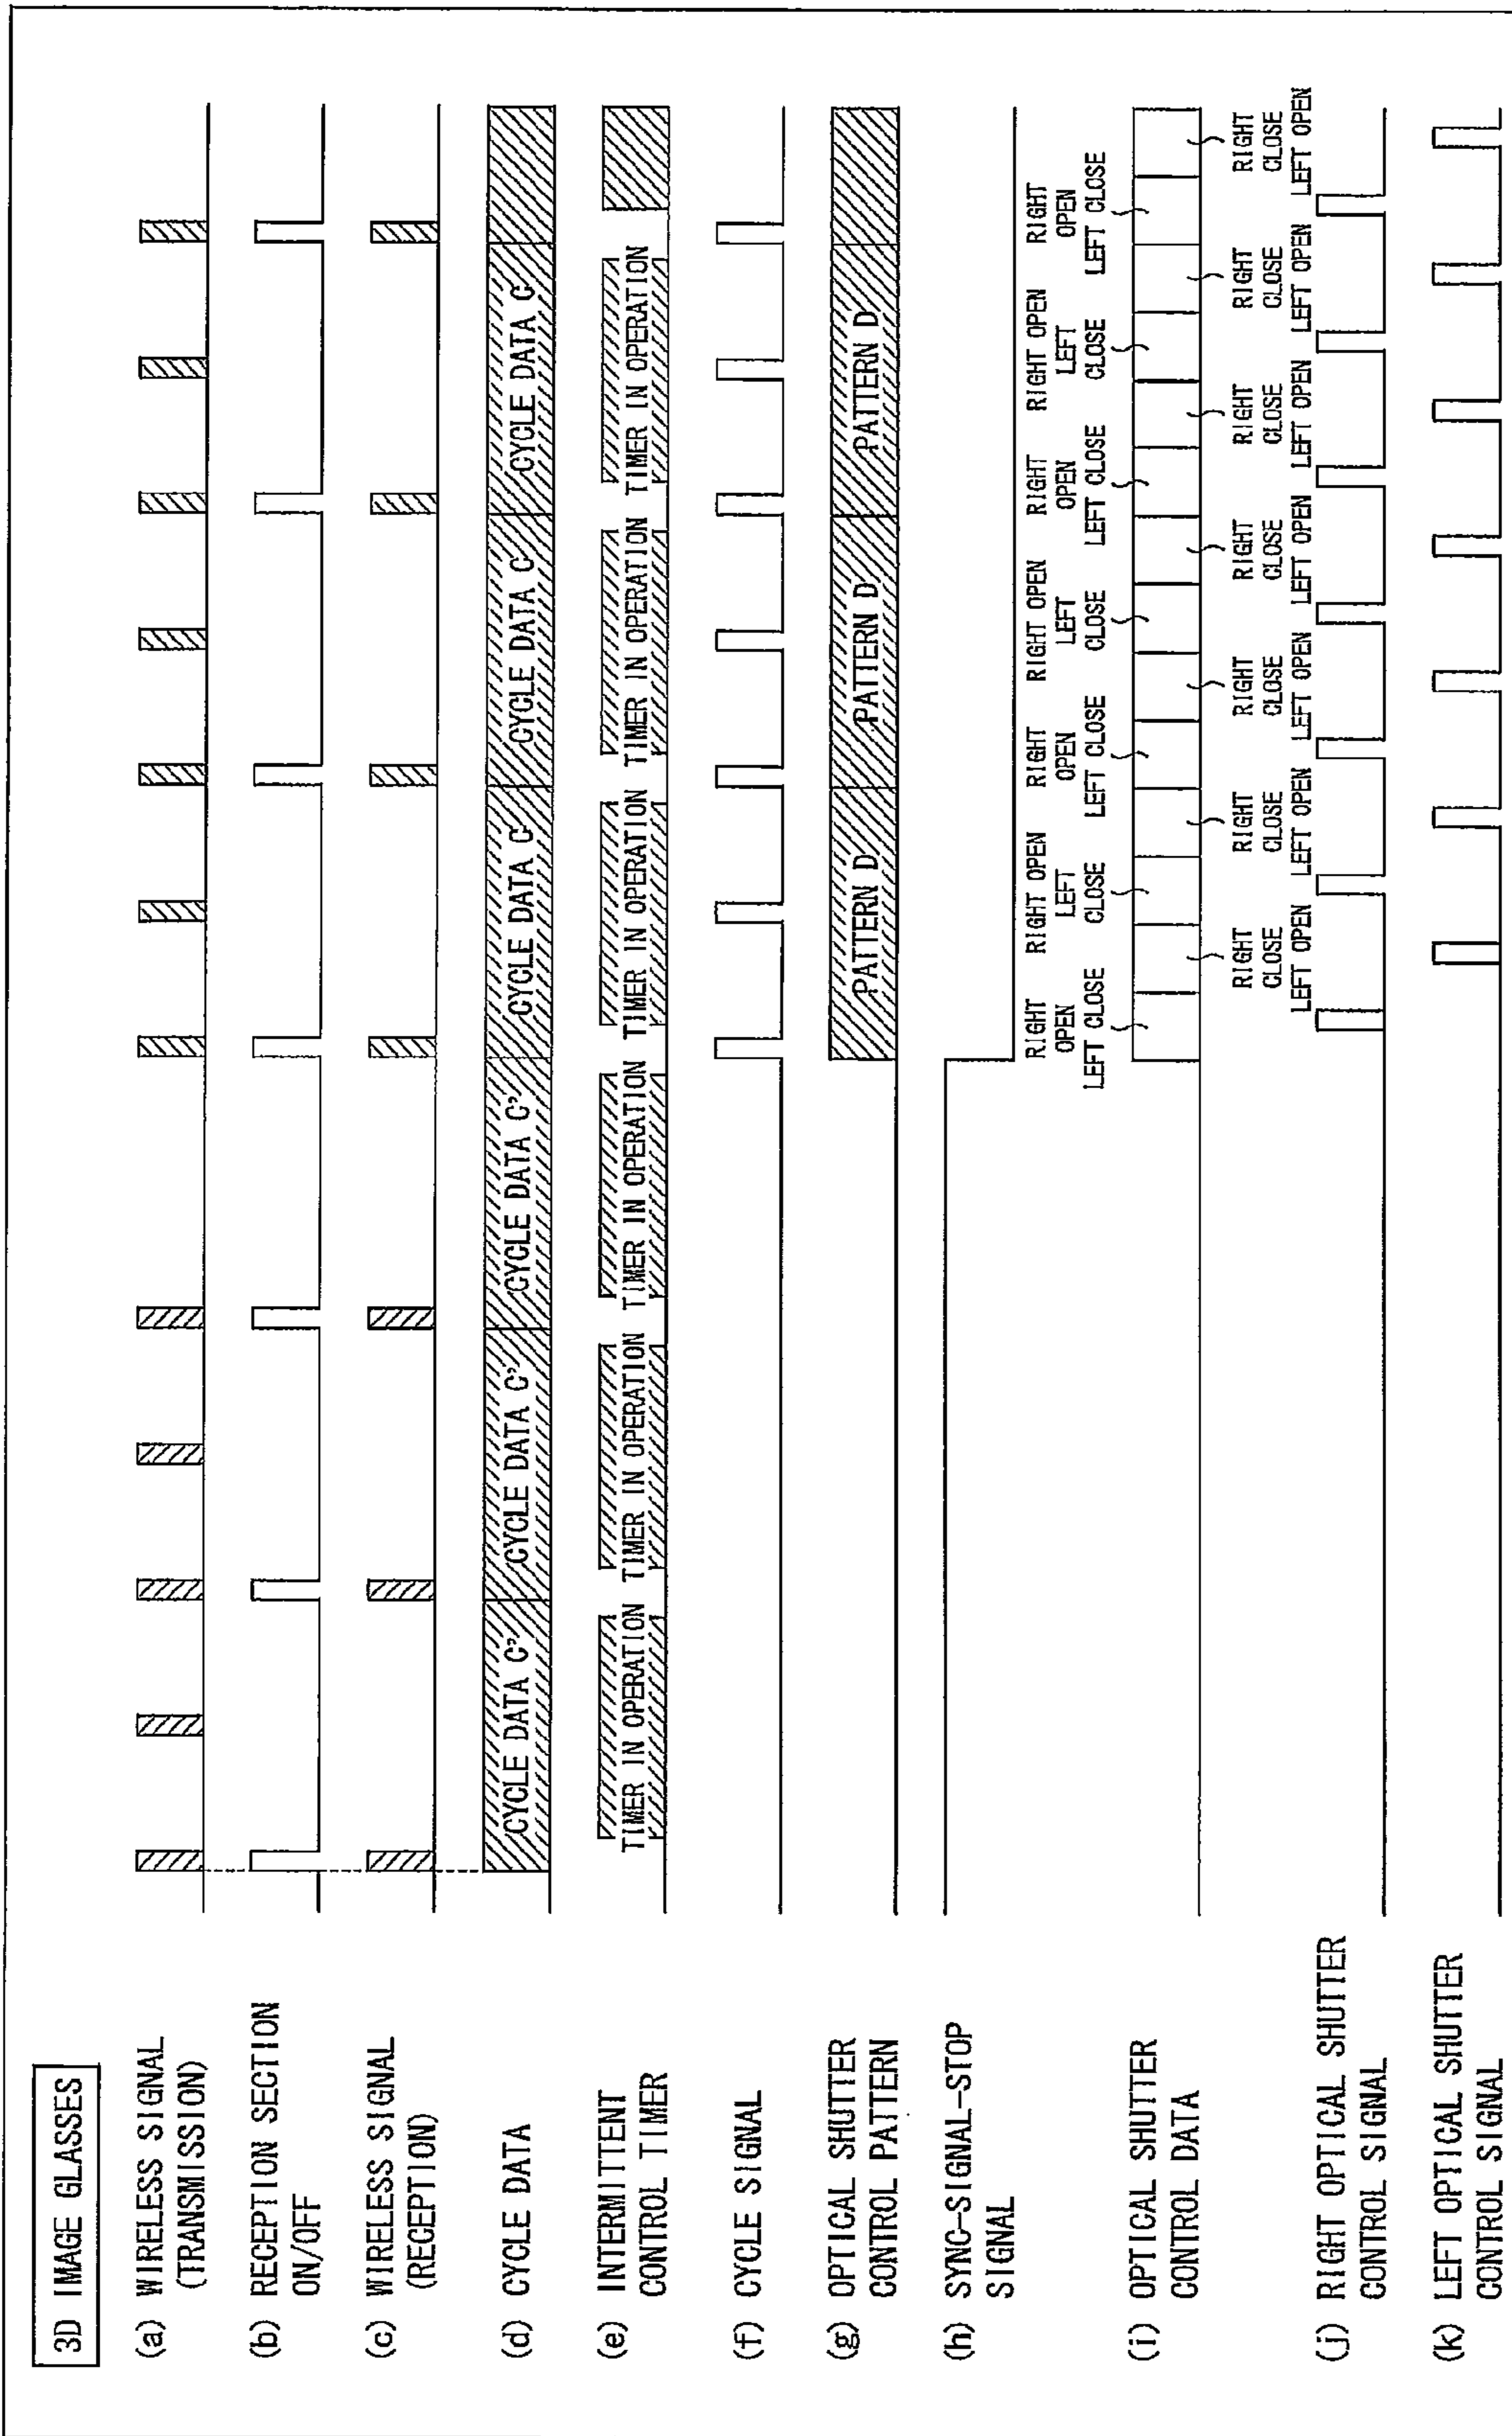 3D IMAGE GLASSES
(a) WIRELESS SIGNAL
(TRANSMISSION)
(b) RECEPTION SECTION
ON/OFF
(c) WIRELESS SIGNAL
(RECEPTION)
(d) CYCLE DATA
CYCLE DATA C'
CYCLE DATA C'
CYCLE DATA C'
CYCLE DATA C
CYCLE DATA C
CYCLE DATA C
(e) INTERMITTENT
CONTROL TIMER
TIMER IN OPERATION
TIMER IN OPERATION
TIMER IN OPERATION
TIMER IN OPERATION
TIMER IN OPERATION
TIMER IN OPERATION
(f) CYCLE SIGNAL
(g) OPTICAL SHUTTER
CONTROL PATTERN
PATTERN D
PATTERN D
PATTERN D
(h) SYNC-SIGNAL-STOP
SIGNAL
(i) OPTICAL SHUTTER
CONTROL DATA
RIGHT
OPEN
LEFT CLOSE
RIGHT OPEN
LEFT
CLOSE
RIGHT
OPEN
LEFT CLOSE
RIGHT OPEN
LEFT
CLOSE
RIGHT
OPEN
LEFT CLOSE
RIGHT OPEN
LEFT
CLOSE
RIGHT
OPEN
LEFT CLOSE
RIGHT
CLOSE
LEFT OPEN
RIGHT
CLOSE
LEFT OPEN
RIGHT
CLOSE
LEFT OPEN
RIGHT
CLOSE
LEFT OPEN
RIGHT
CLOSE
LEFT OPEN
RIGHT
CLOSE
LEFT OPEN
RIGHT
CLOSE
LEFT OPEN
(j) RIGHT OPTICAL SHUTTER
CONTROL SIGNAL
(k) LEFT OPTICAL SHUTTER
CONTROL SIGNAL